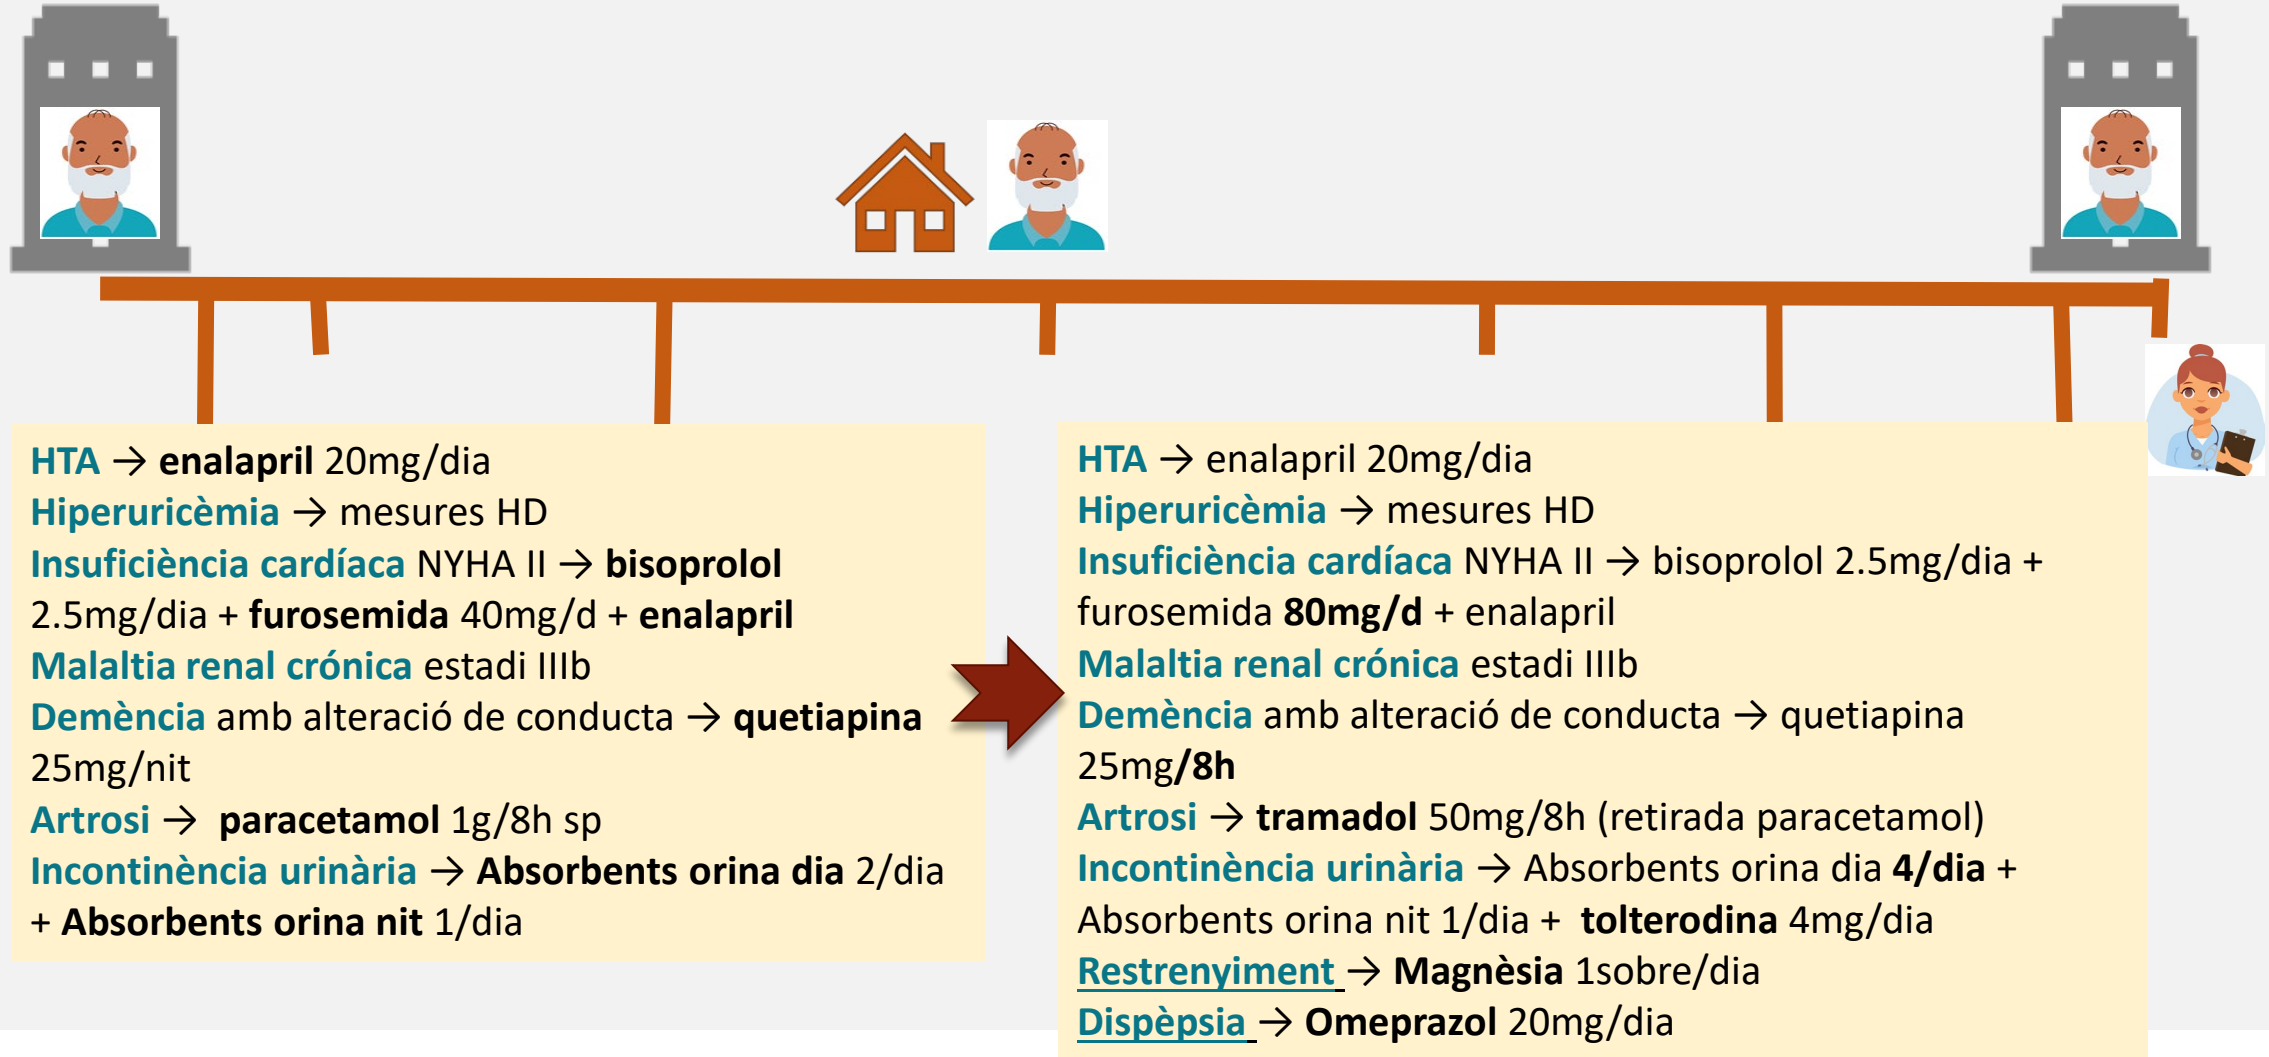 HTA → enalapril 20mg/dia
Hiperuricèmia → mesures HD
Insuficiència cardíaca NYHA II → bisoprolol
2.5mg/dia + furosemida 40mg/d + enalapril
Malaltia renal crónica estadi IIIb
Demència amb alteració de conducta → quetiapina
25mg/nit
Artrosi → paracetamol 1g/8h sp
Incontinència urinària → Absorbents orina dia 2/dia
+ Absorbents orina nit 1/dia
HTA → enalapril 20mg/dia
Hiperuricèmia → mesures HD
Insuficiència cardíaca NYHA II → bisoprolol 2.5mg/dia +
furosemida 80mg/d + enalapril
Malaltia renal crónica estadi IIIb
Demència amb alteració de conducta → quetiapina
25mg/8h
Artrosi → tramadol 50mg/8h (retirada paracetamol)
Incontinència urinària → Absorbents orina dia 4/dia +
Absorbents orina nit 1/dia + tolterodina 4mg/dia
Restrenyiment → Magnèsia 1sobre/dia
Dispèpsia → Omeprazol 20mg/dia